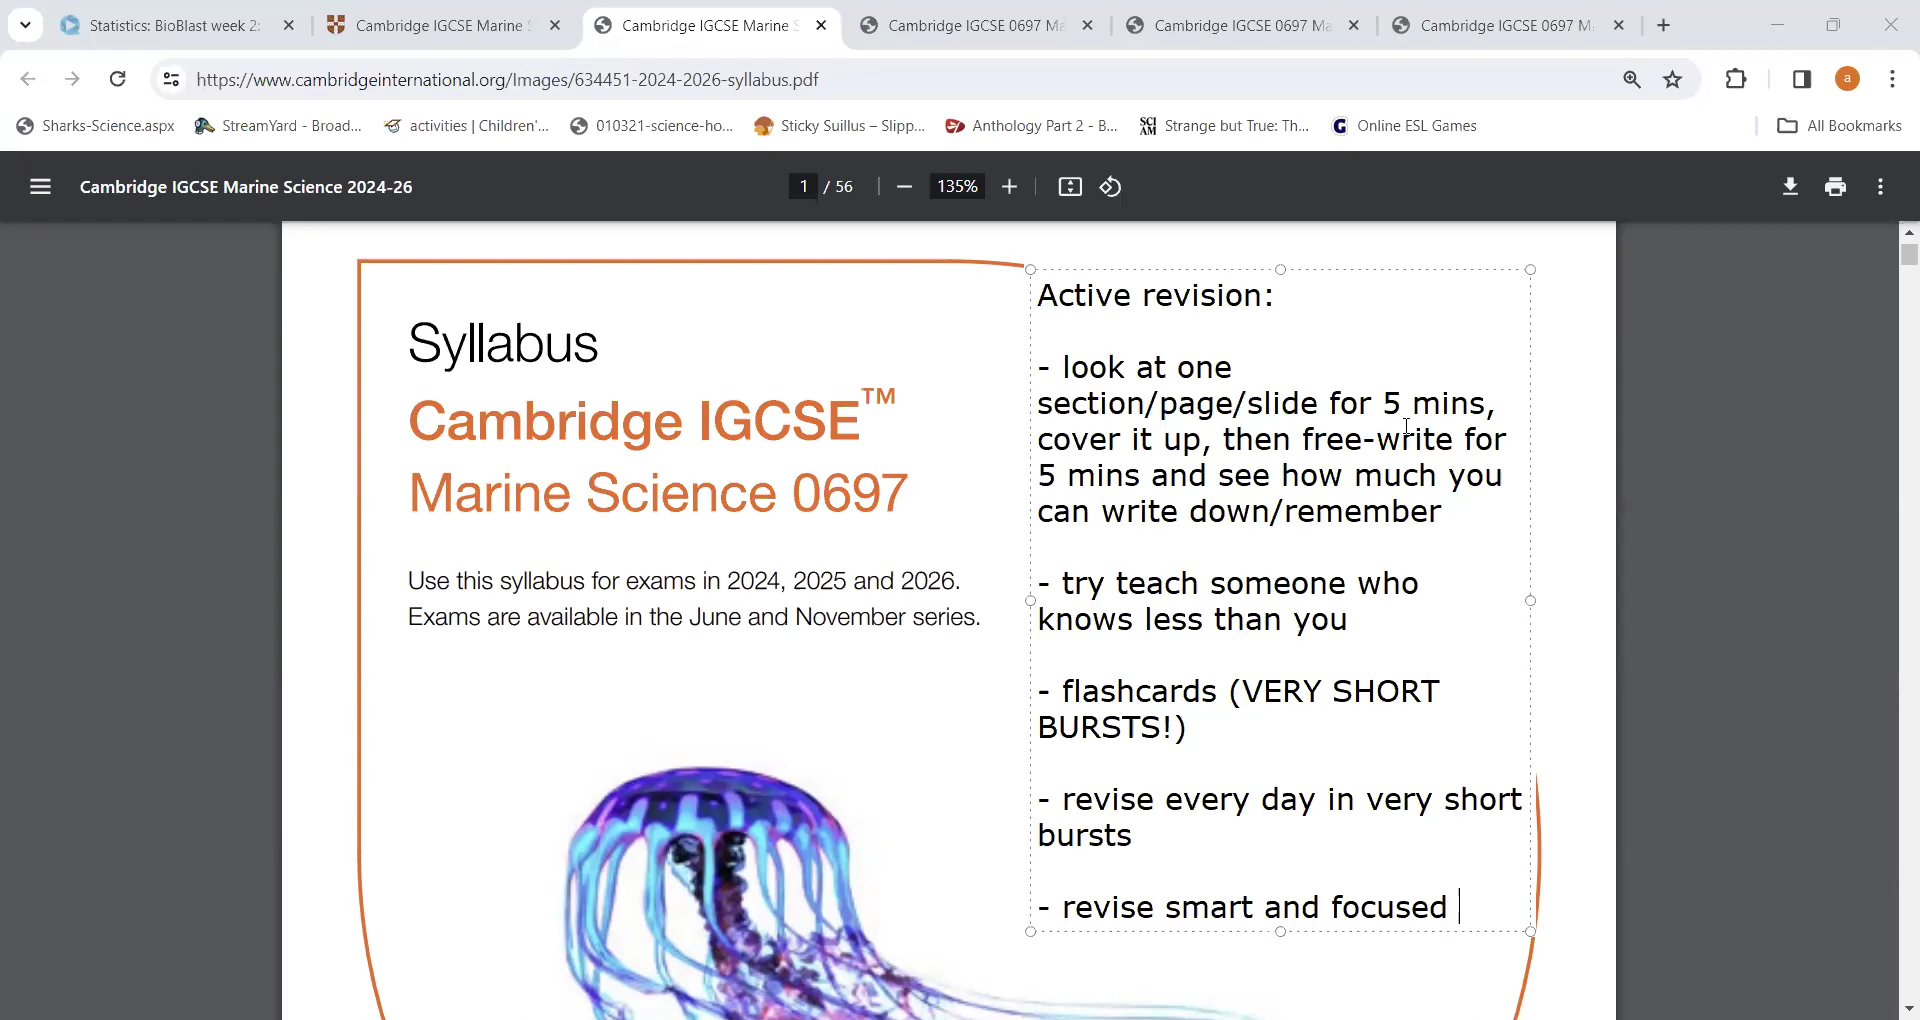 Statistics: BioBlast week 2:
Cambridge IGCSE Marine S
Cambridge IGCSE Marine S
Cambridge IGCSE 0697 Ma
Cambridge IGCSE 0697 Ma
Cambridge IGCSE 0697 M
https://www.cambridgeinternational.org/Images/634451-2024-2026-syllabus.pdf
a
Sharks-Science.aspx
StreamYard - Broad...
activities | Children'...
010321-science-ho...
Sticky Suillus – Slipp...
Anthology Part 2 - B...
SCI AM
Strange but True: Th...
G
Online ESL Games
All Bookmarks
Cambridge IGCSE Marine Science 2024-26
1 / 56
135%
Syllabus
Cambridge IGCSE™
Marine Science 0697
Use this syllabus for exams in 2024, 2025 and 2026.
Exams are available in the June and November series.
Active revision:
- look at one
section/page/slide for 5 mins,
cover it up, then free-write for
5 mins and see how much you
can write down/remember
- try teach someone who
knows less than you
- flashcards (VERY SHORT
BURSTS!)
- revise every day in very short
bursts
- revise smart and focused